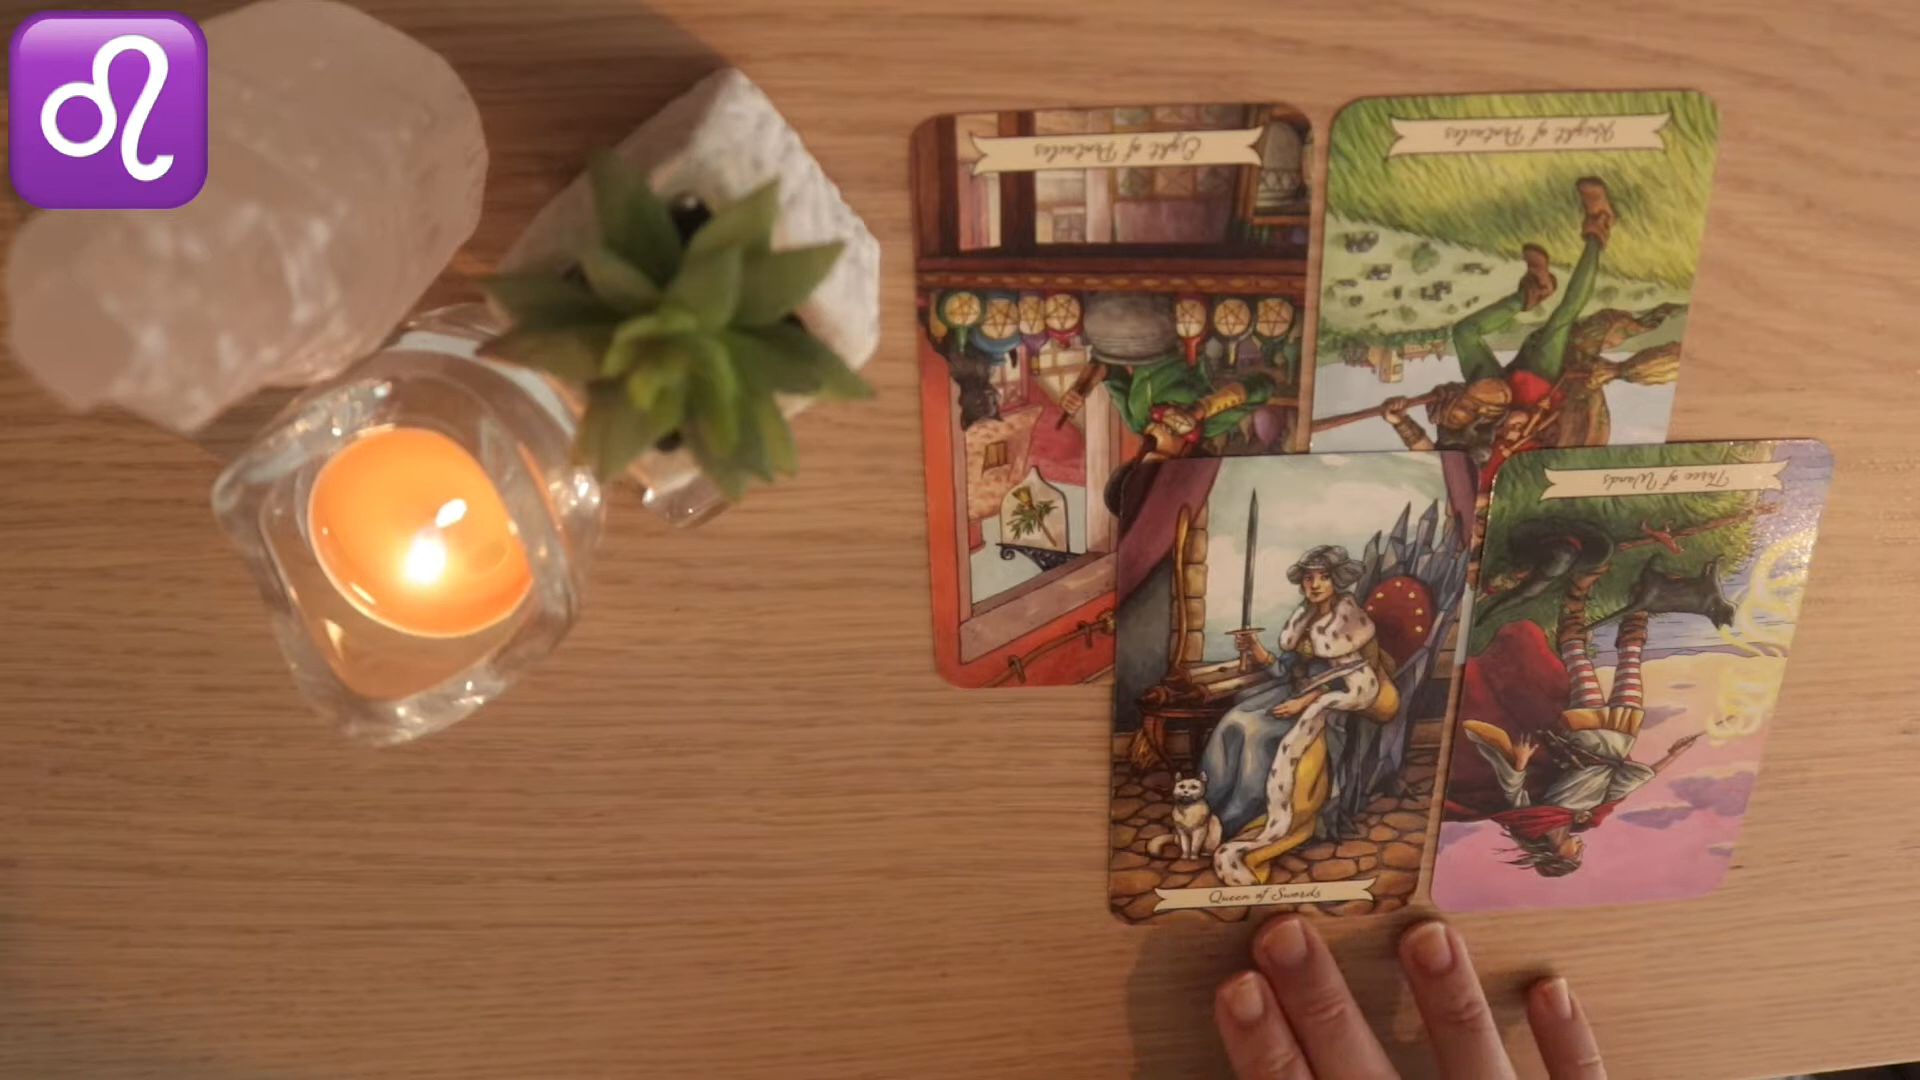 Eight of Pentacles
Knight of Pentacles
Three of Wands
Queen of Swords